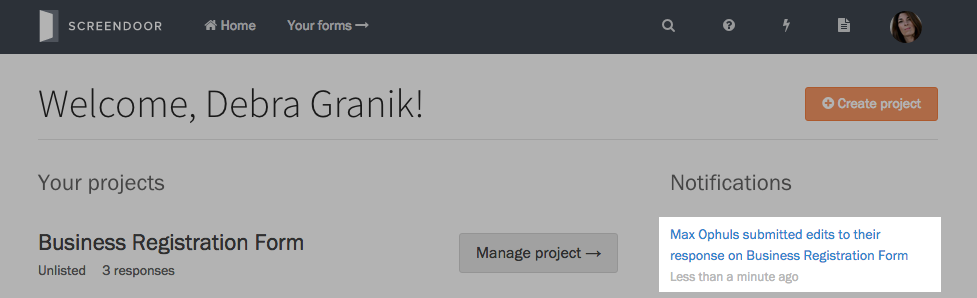 SCREENDOOR
Home
Your forms →
Welcome, Debra Granik!
Create project
Your projects
Notifications
Business Registration Form
Unlisted 3 responses
Manage project →
Max Ophuls submitted edits to their
response on Business Registration Form
Less than a minute ago